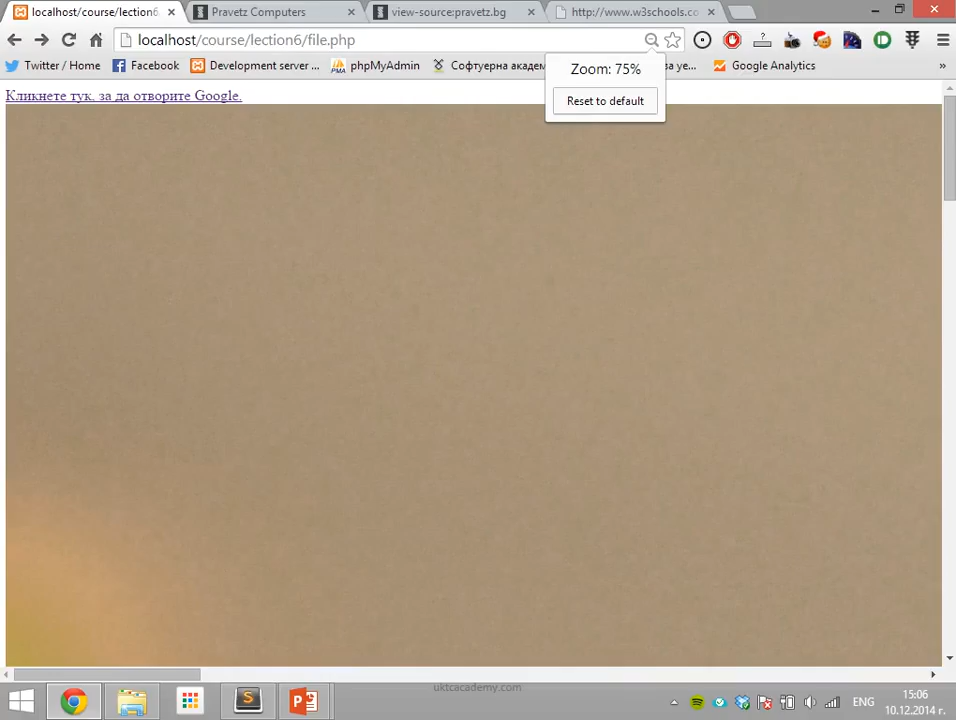 localhost/course/lection6
Pravetz Computers
view-source:pravetz.bg
http://www.w3schools.co
localhost/course/lection6/file.php
Twitter / Home
Facebook
Development server ...
phpMyAdmin
Софтуерна академ
за уе...
Google Analytics
»
Zoom: 75%
Reset to default
Кликнете тук, за да отворите Google.
uktcacademy.com
ENG
15:06
10.12.2014 г.